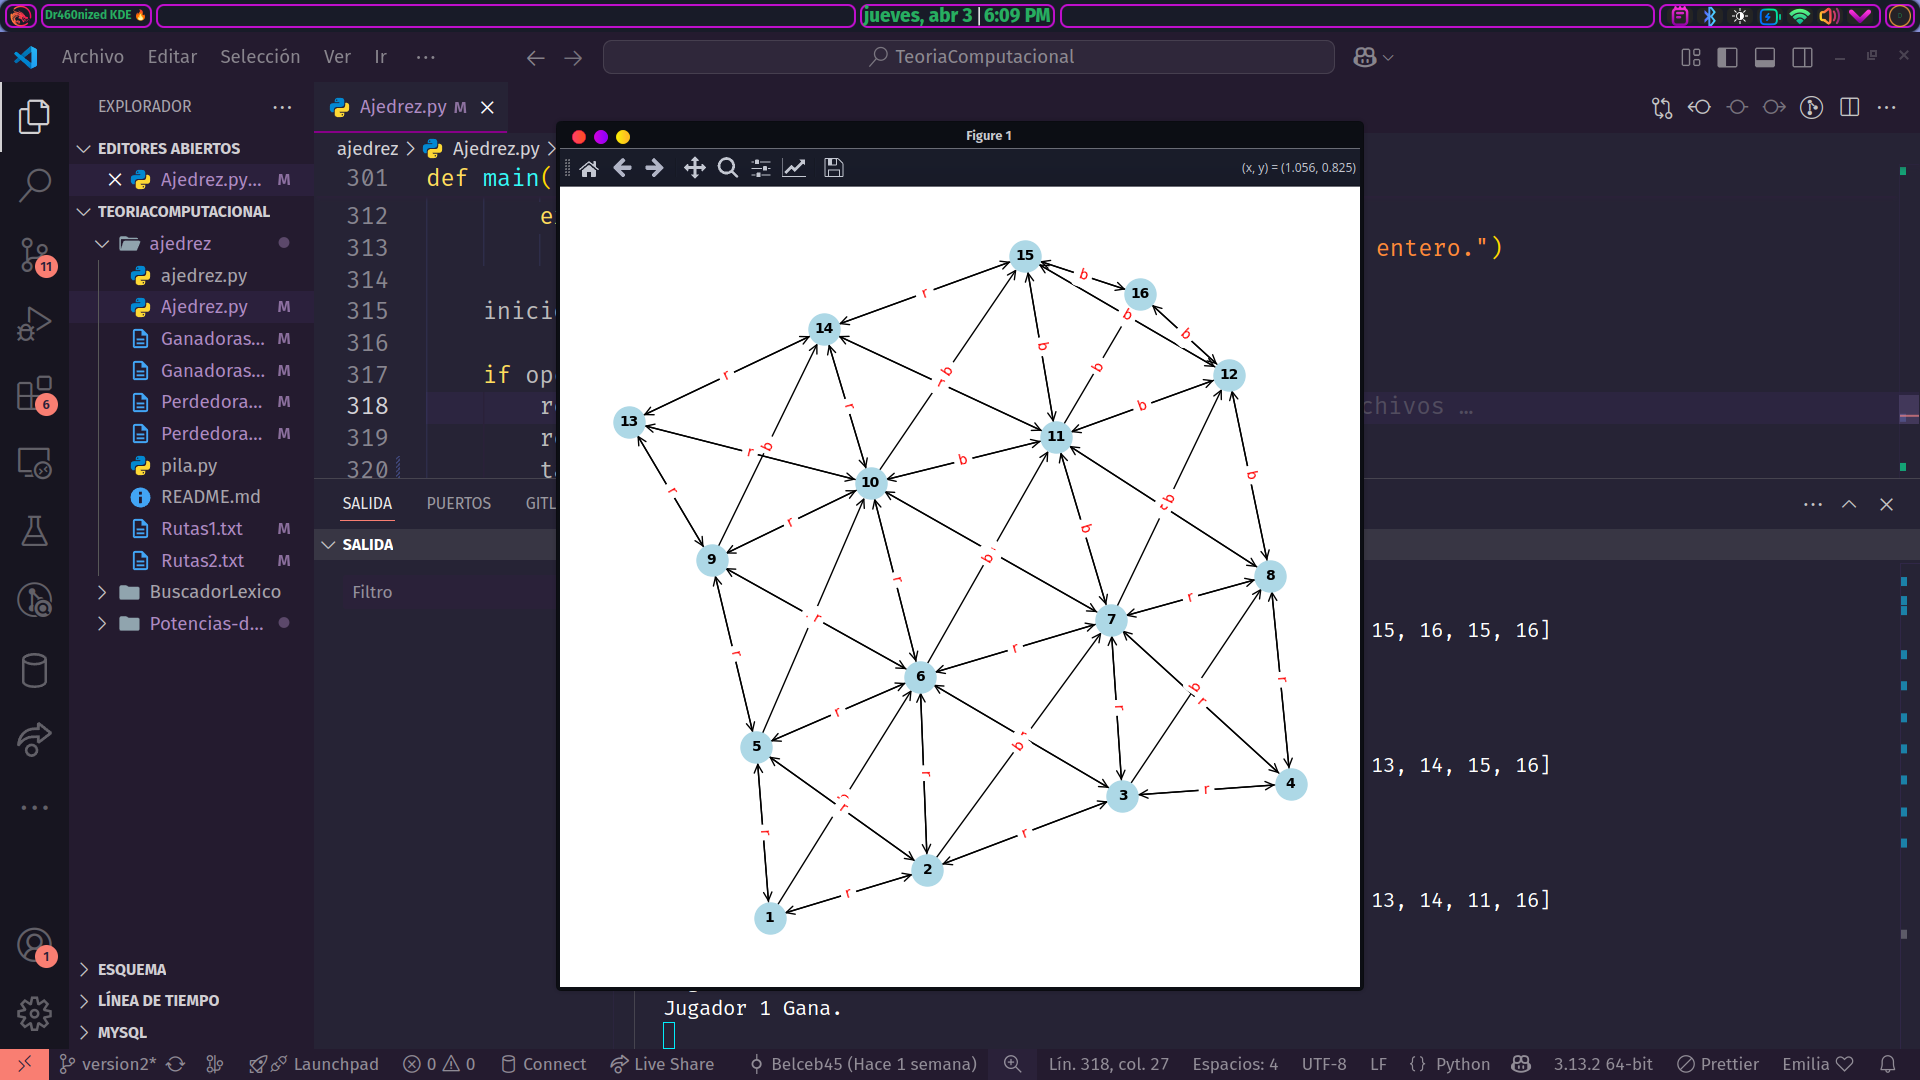 Dr460nized KDE 🔥
jueves, abr 3 | 6:09 PM
Archivo Editar Selección Ver Ir ···
TeoriaComputacional
EXPLORADOR ···
Ajedrez.py M
EDITORES ABIERTOS
Ajedrez.py... M
TEORIACOMPUTACIONAL
ajedrez
ajedrez.py
Ajedrez.py M
Ganadoras... M
Ganadoras... M
Perdedora... M
Perdedora... M
pila.py
README.md
Rutas1.txt M
Rutas2.txt M
BuscadorLexico
Potencias-d...
ESQUEMA
LÍNEA DE TIEMPO
MYSQL
11
6
1
ajedrez > Ajedrez.py >
301 def main(
312 e
313 entero.")
314
315 inici
316
317 if op
318 r chivos …
319 r
320 t
SALIDA PUERTOS GITL
SALIDA
Filtro
Figure 1
(x, y) = (1.056, 0.825)
15
16
14
12
13
11
10
9
8
7
6
5
4
3
2
1
r
b
b
b
r
r
b
b
r
b
b
r
r
b
b
b
r
b
r
b
b
r
r
b
r
r
r
r
r
b
r
r
b
r
r
r
r
r
r
15, 16, 15, 16]
13, 14, 15, 16]
13, 14, 11, 16]
Jugador 1 Gana.
version2* Launchpad 0 0 Connect Live Share Belceb45 (Hace 1 semana) Lín. 318, col. 27 Espacios: 4 UTF-8 LF {} Python 3.13.2 64-bit Prettier Emilia